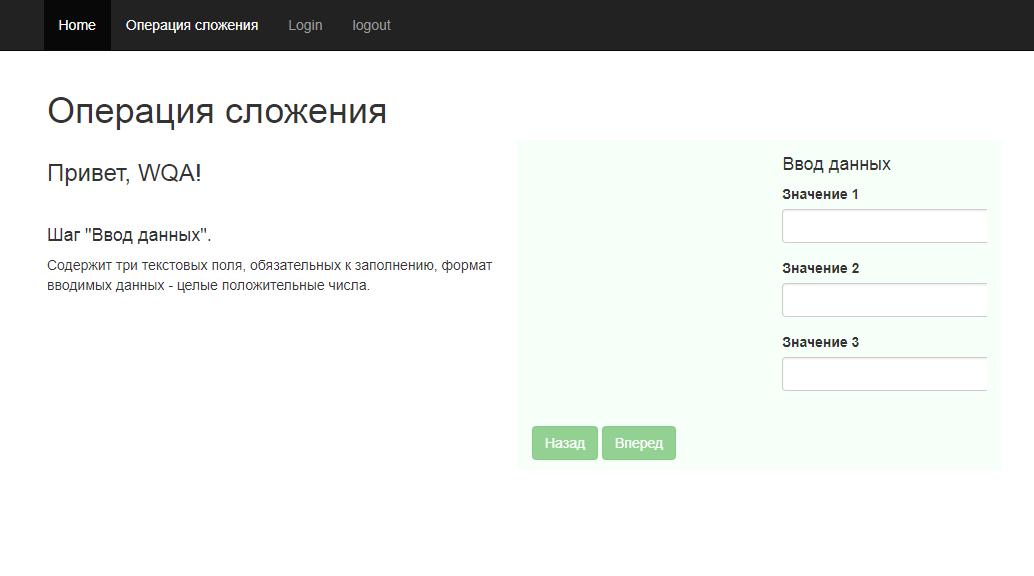 Home Операция сложения Login logout
Операция сложения
Привет, WQA!
Шаг "Ввод данных".
Содержит три текстовых поля, обязательных к заполнению, формат
вводимых данных - целые положительные числа.
Ввод данных
Значение 1
Значение 2
Значение 3
Назад Вперед